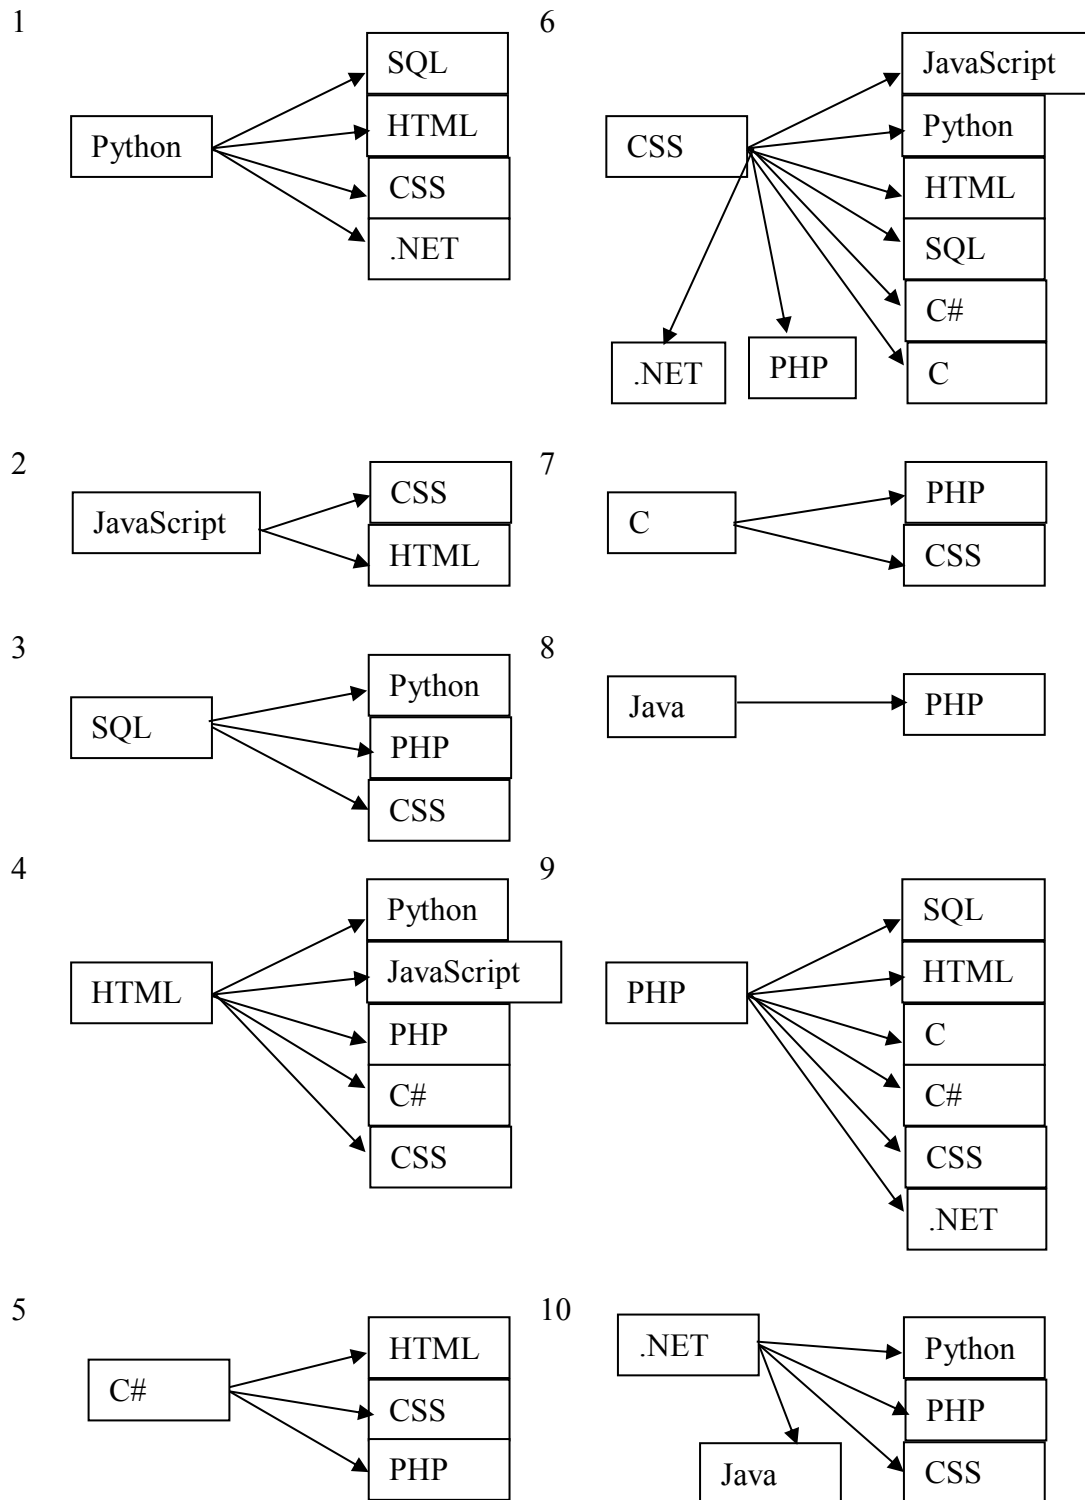 1
Python
SQL
HTML
CSS
.NET
2
JavaScript
CSS
HTML
3
SQL
Python
PHP
CSS
4
HTML
Python
JavaScript
PHP
C#
CSS
5
C#
HTML
CSS
PHP
6
CSS
JavaScript
Python
HTML
SQL
C#
C
.NET
PHP
7
C
PHP
CSS
8
Java
PHP
9
PHP
SQL
HTML
C
C#
CSS
.NET
10
.NET
Python
PHP
CSS
Java